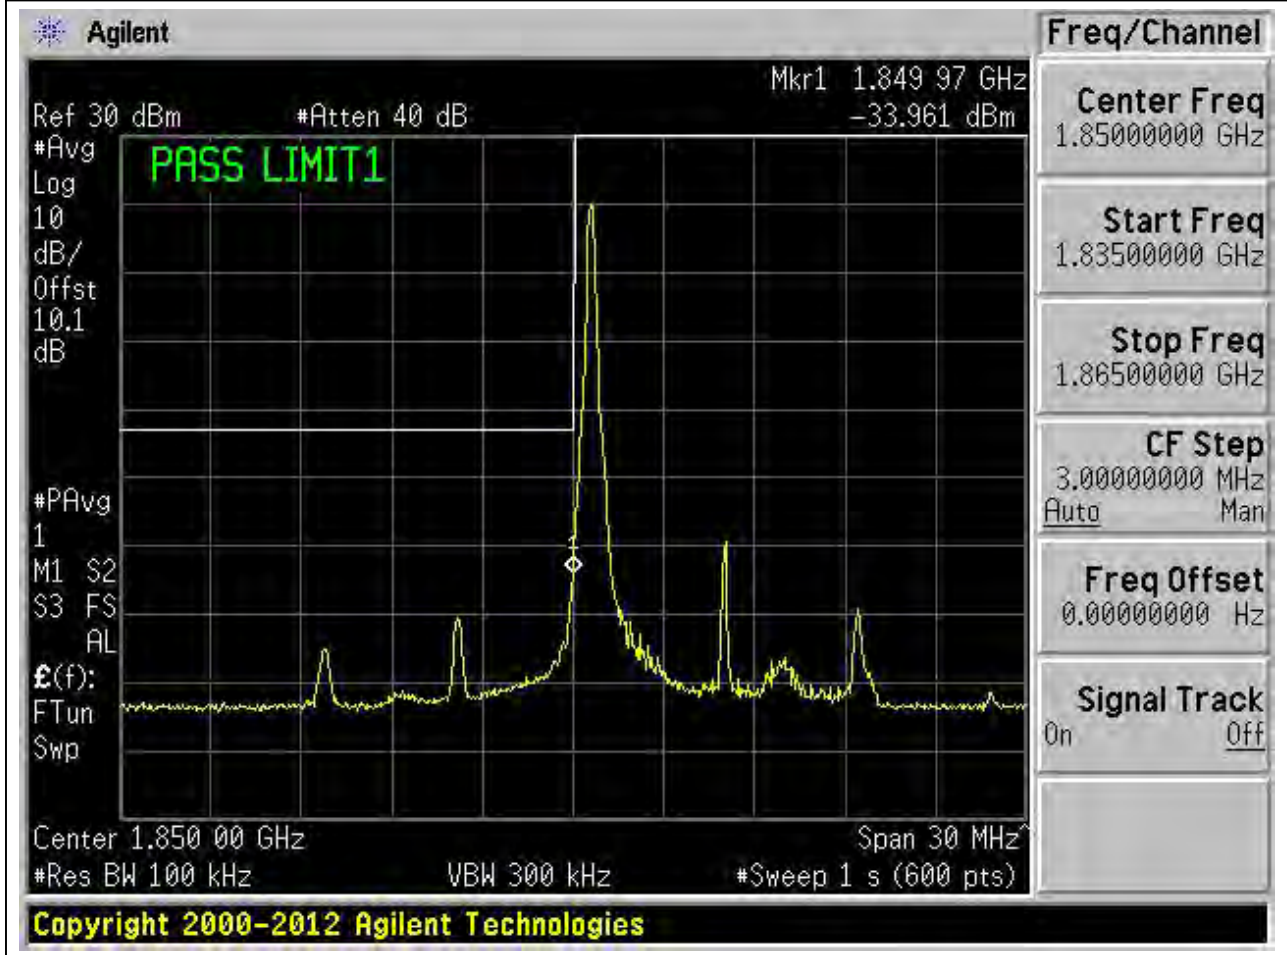 Agilent
Freq/Channel
Mkr1 1.849 97 GHz
Ref 30 dBm #Atten 40 dB -33.961 dBm
#Avg
Log
10
dB/
Offst
10.1
dB
PASS LIMIT1
1
#PAvg
1
M1 S2
S3 FS
AL
£(f):
FTun
Swp
Center 1.850 00 GHz Span 30 MHz^
#Res BW 100 kHz VBW 300 kHz #Sweep 1 s (600 pts)
Copyright 2000-2012 Agilent Technologies
Center Freq
1.85000000 GHz
Start Freq
1.83500000 GHz
Stop Freq
1.86500000 GHz
CF Step
3.00000000 MHz
Auto Man
Freq Offset
0.00000000 Hz
Signal Track
On Off